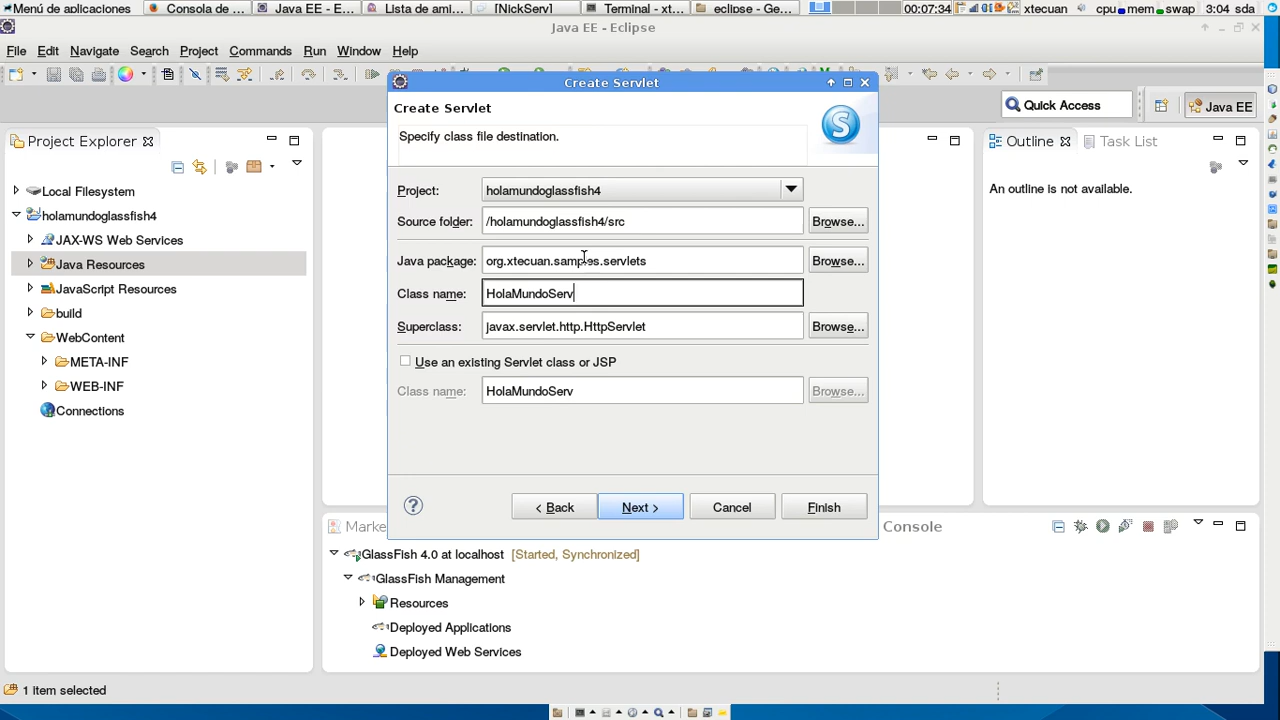 Menú de aplicaciones
Consola de ...
Java EE - E...
Lista de ami...
[NickServ]
Terminal - xt...
eclipse - Ge...
00:07:34
xtecuan
cpu mem swap
3:04 sda
Java EE - Eclipse
File Edit Navigate Search Project Commands Run Window Help
Quick Access
Java EE
Project Explorer
Local Filesystem
holamundoglassfish4
JAX-WS Web Services
Java Resources
JavaScript Resources
build
WebContent
META-INF
WEB-INF
Connections
Create Servlet
Create Servlet
Specify class file destination.
S
Project: holamundoglassfish4
Source folder: /holamundoglassfish4/src Browse...
Java package: org.xtecuan.samples.servlets Browse...
Class name: HolaMundoServ
Superclass: javax.servlet.http.HttpServlet Browse...
Use an existing Servlet class or JSP
Class name: HolaMundoServ Browse...
? < Back Next > Cancel Finish
Outline Task List
An outline is not available.
Marke
Console
GlassFish 4.0 at localhost [Started, Synchronized]
GlassFish Management
Resources
Deployed Applications
Deployed Web Services
1 item selected